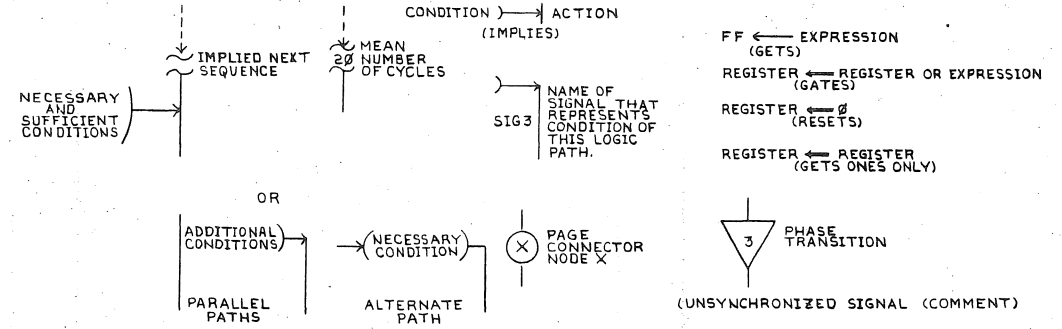 CONDITION ) ACTION
(IMPLIES)
IMPLIED NEXT
SEQUENCE
2Ø
MEAN
NUMBER
OF CYCLES
NECESSARY
AND
SUFFICIENT
CONDITIONS
SIG3
NAME OF
SIGNAL THAT
REPRESENTS
CONDITION OF
THIS LOGIC
PATH.
FF ← EXPRESSION
(GETS)
REGISTER ⇐ REGISTER OR EXPRESSION
(GATES)
REGISTER ⇐ Ø
(RESETS)
REGISTER ⇐ REGISTER
(GETS ONES ONLY)
OR
ADDITIONAL
CONDITIONS)
PARALLEL
PATHS
(NECESSARY
CONDITION)
ALTERNATE
PATH
X
PAGE
CONNECTOR
NODE X
3
PHASE
TRANSITION
(UNSYNCHRONIZED SIGNAL (COMMENT)